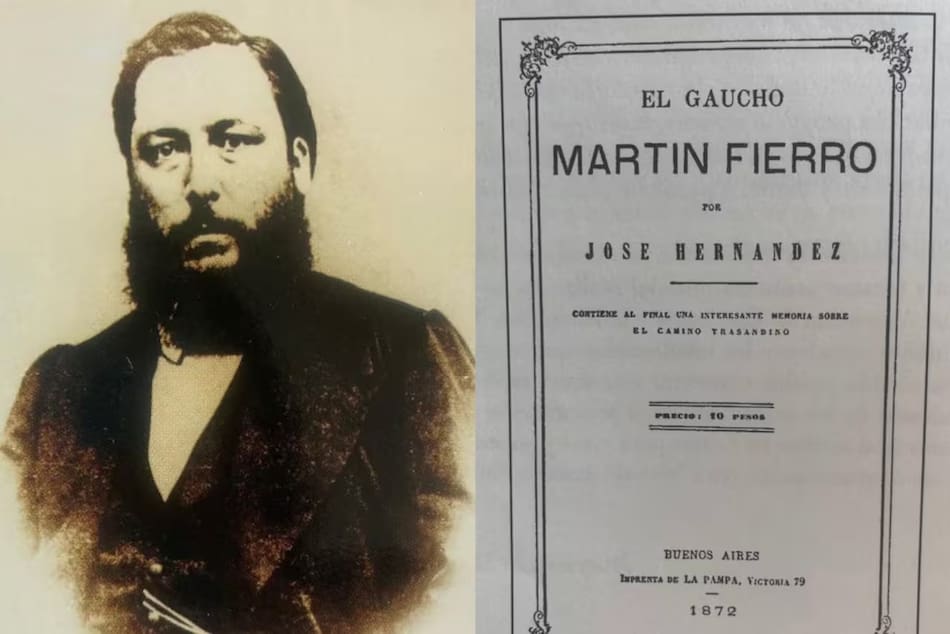 EL GAUCHO
MARTIN FIERRO
POR
JOSE HERNANDEZ
CONTIENE AL FINAL UNA INTERESANTE MEMORIA SOBRE
EL CAMINO TRASANDINO
PRECIO: 10 PESOS
BUENOS AIRES
IMPRENTA DE LA PAMPA, VICTORIA 79
1872